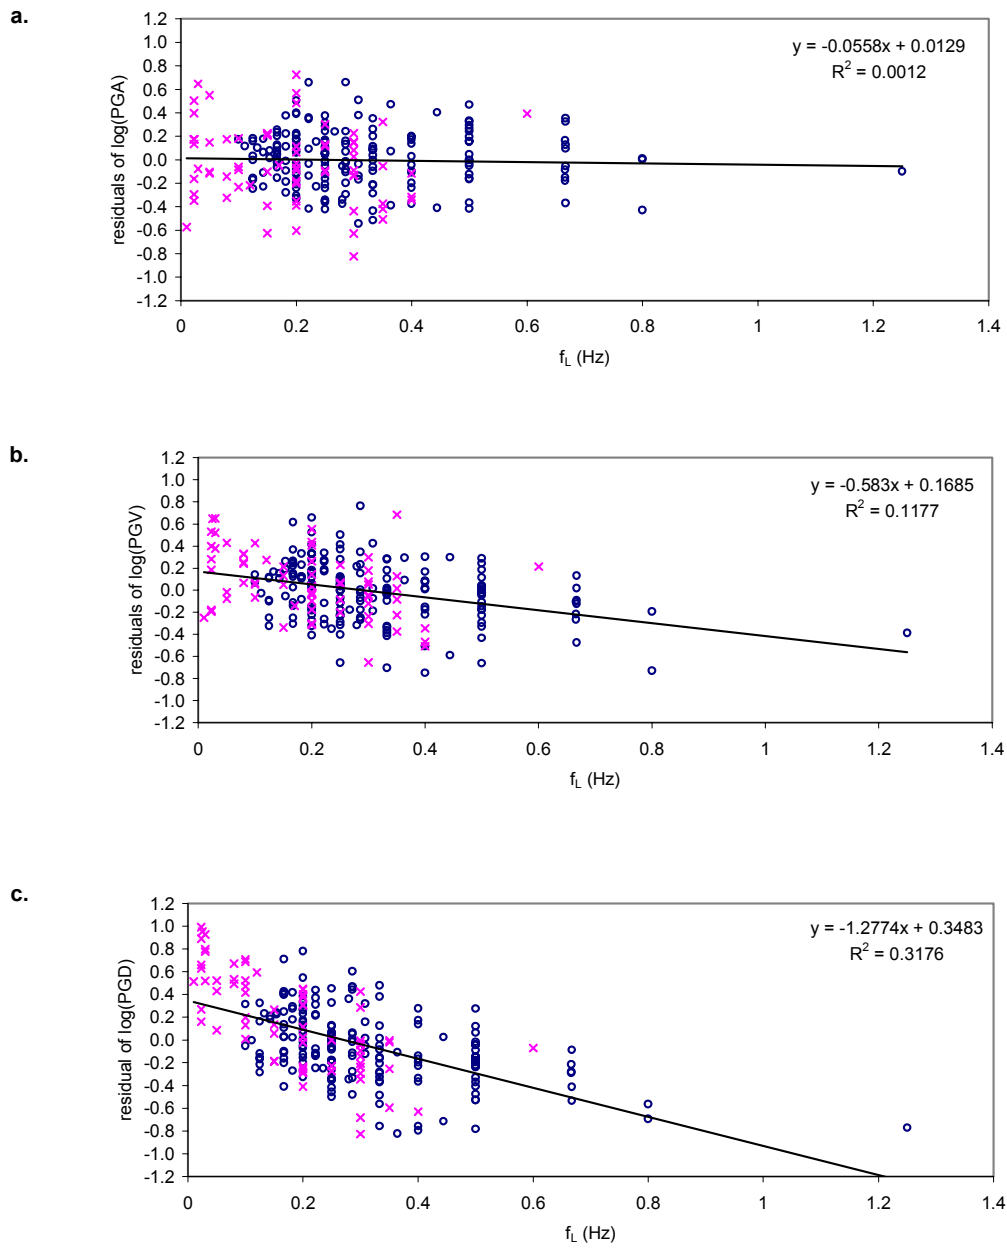 a.
1.2
1.0
0.8
0.6
0.4
0.2
0.0
-0.2
-0.4
-0.6
-0.8
-1.0
-1.2
residuals of log(PGA)
y = -0.0558x + 0.0129
R² = 0.0012
0 0.2 0.4 0.6 0.8 1 1.2 1.4
f_L (Hz)
b.
1.2
1.0
0.8
0.6
0.4
0.2
0.0
-0.2
-0.4
-0.6
-0.8
-1.0
-1.2
residuals of log(PGV)
y = -0.583x + 0.1685
R² = 0.1177
0 0.2 0.4 0.6 0.8 1 1.2 1.4
f_L (Hz)
c.
1.2
1.0
0.8
0.6
0.4
0.2
0.0
-0.2
-0.4
-0.6
-0.8
-1.0
-1.2
residual of log(PGD)
y = -1.2774x + 0.3483
R² = 0.3176
0 0.2 0.4 0.6 0.8 1 1.2 1.4
f_L (Hz)